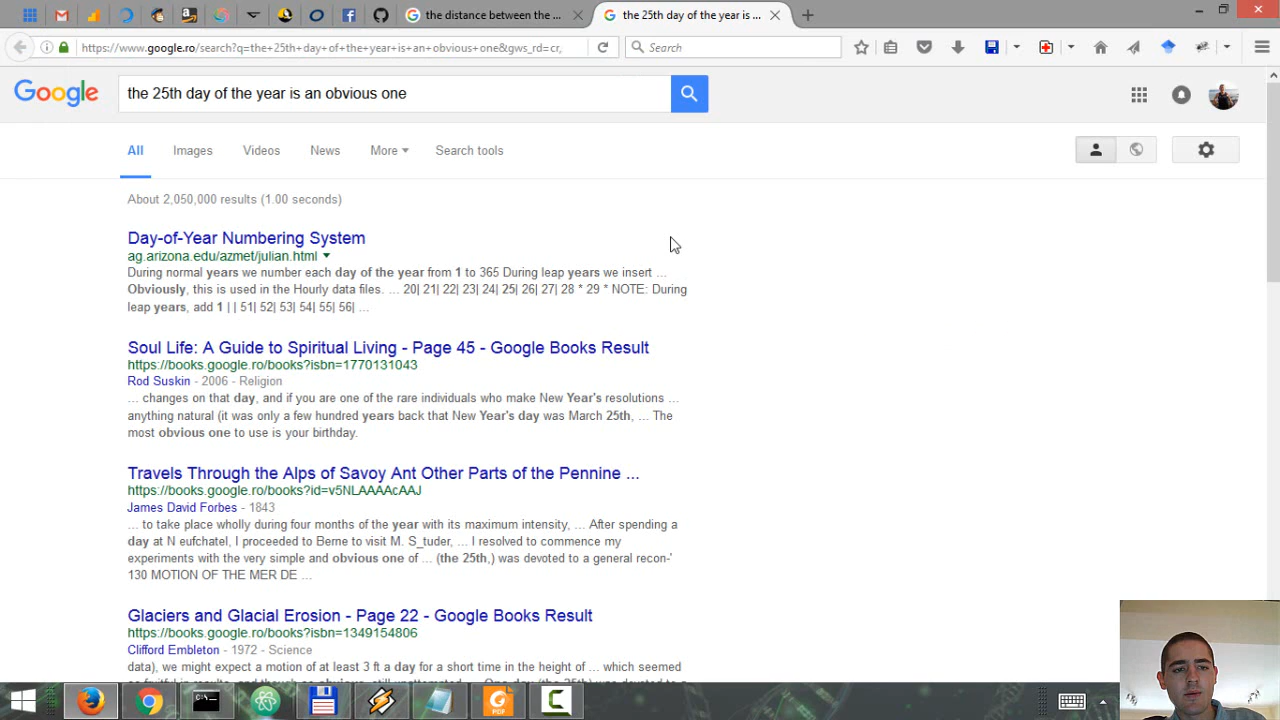 the distance between the ...
the 25th day of the year is ...
https://www.google.ro/search?q=the+25th+day+of+the+year+is+an+obvious+one&gws_rd=cr,
Search
Google
the 25th day of the year is an obvious one
All Images Videos News More Search tools
About 2,050,000 results (1.00 seconds)
Day-of-Year Numbering System
ag.arizona.edu/azmet/julian.html
During normal years we number each day of the year from 1 to 365 During leap years we insert ...
Obviously, this is used in the Hourly data files. ... 20| 21| 22| 23| 24| 25| 26| 27| 28 * 29 * NOTE: During
leap years, add 1 | | 51| 52| 53| 54| 55| 56| ...
Soul Life: A Guide to Spiritual Living - Page 45 - Google Books Result
https://books.google.ro/books?isbn=1770131043
Rod Suskin - 2006 - Religion
... changes on that day, and if you are one of the rare individuals who make New Year's resolutions ...
anything natural (it was only a few hundred years back that New Year's day was March 25th, ... The
most obvious one to use is your birthday.
Travels Through the Alps of Savoy Ant Other Parts of the Pennine ...
https://books.google.ro/books?id=v5NLAAAAcAAJ
James David Forbes - 1843
... to take place wholly during four months of the year with its maximum intensity, ... After spending a
day at N eufchatel, I proceeded to Berne to visit M. S_tuder, ... I resolved to commence my
experiments with the very simple and obvious one of ... (the 25th,) was devoted to a general recon-'
130 MOTION OF THE MER DE ...
Glaciers and Glacial Erosion - Page 22 - Google Books Result
https://books.google.ro/books?isbn=1349154806
Clifford Embleton - 1972 - Science
data), we might expect a motion of at least 3 ft a day for a short time in the height of ... which seemed